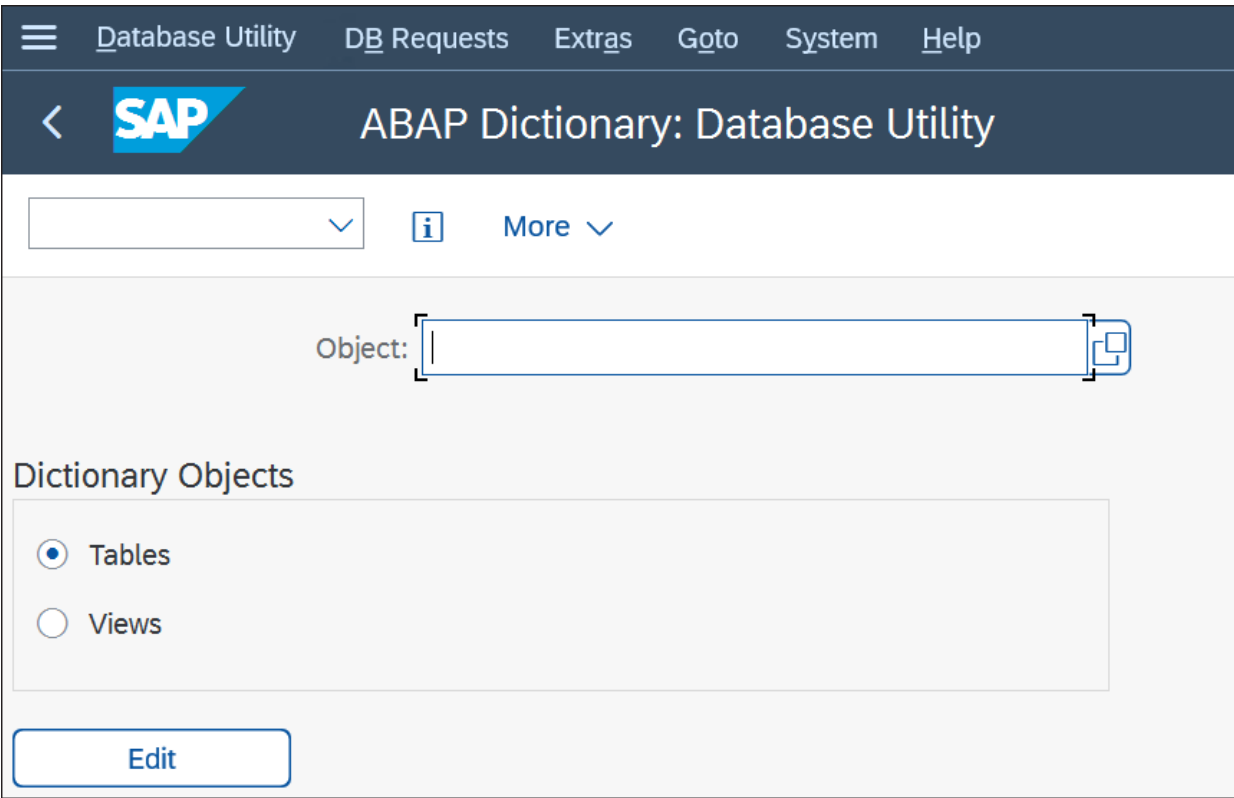 Database Utility DB Requests Extras Goto System Help
SAP ABAP Dictionary: Database Utility
i More
Object:
Dictionary Objects
Tables
Views
Edit